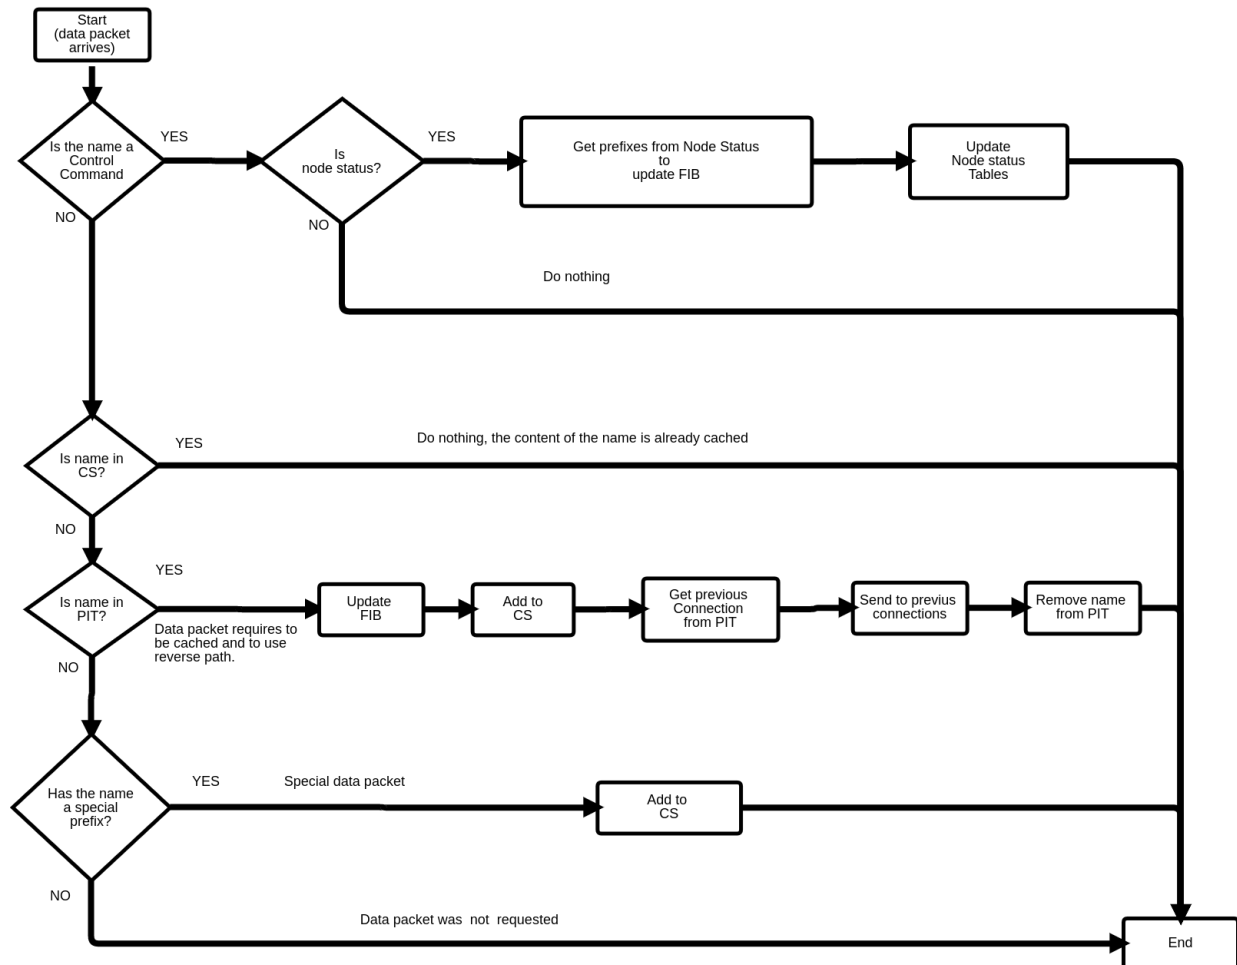 Start
(data packet
arrives)
Is the name a
Control
Command
YES
NO
Is
node status?
YES
NO
Get prefixes from Node Status
to
update FIB
Update
Node status
Tables
Do nothing
Is name in
CS?
YES
NO
Do nothing, the content of the name is already cached
Is name in
PIT?
YES
NO
Data packet requires to
be cached and to use
reverse path.
Update
FIB
Add to
CS
Get previous
Connection
from PIT
Send to previus
connections
Remove name
from PIT
Has the name
a special
prefix?
YES
NO
Special data packet
Add to
CS
Data packet was not requested
End